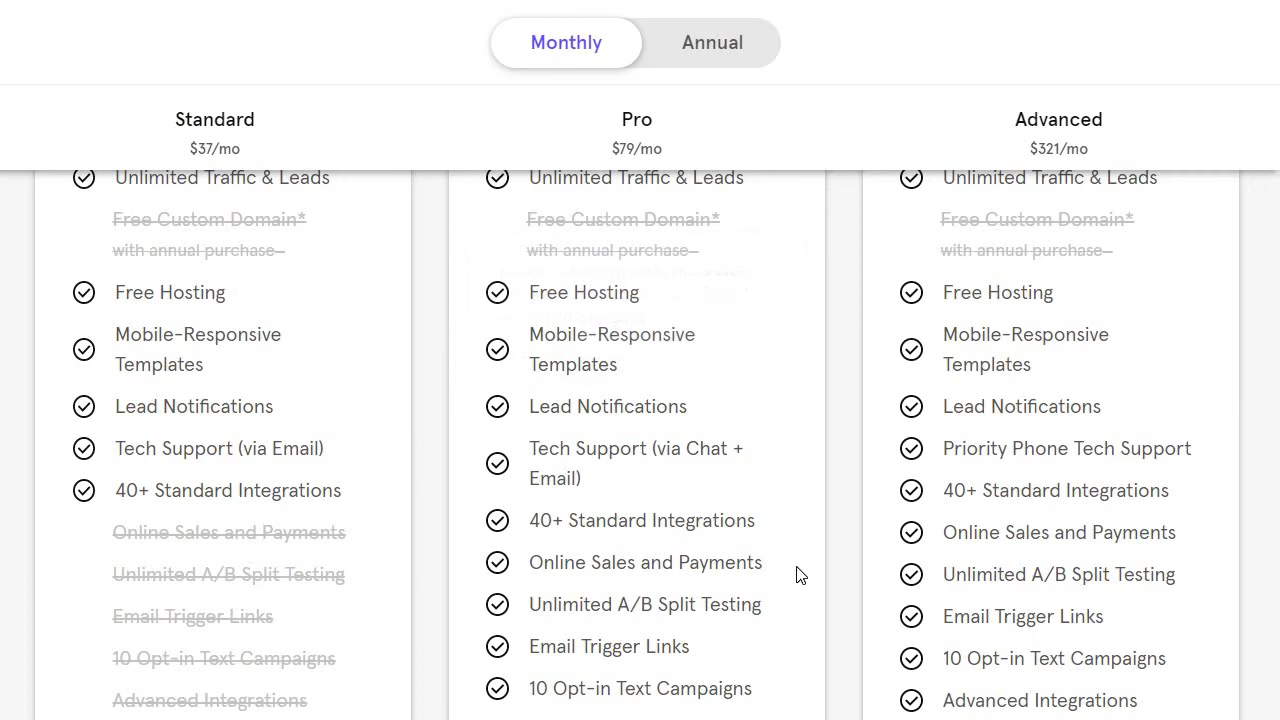 Monthly
Annual
Standard
$37/mo
Pro
$79/mo
Advanced
$321/mo
Unlimited Traffic & Leads
Free Custom Domain*
with annual purchase
Free Hosting
Mobile-Responsive
Templates
Lead Notifications
Tech Support (via Email)
40+ Standard Integrations
Online Sales and Payments
Unlimited A/B Split Testing
Email Trigger Links
10 Opt-in Text Campaigns
Advanced Integrations
Unlimited Traffic & Leads
Free Custom Domain*
with annual purchase
Free Hosting
Mobile-Responsive
Templates
Lead Notifications
Tech Support (via Chat +
Email)
40+ Standard Integrations
Online Sales and Payments
Unlimited A/B Split Testing
Email Trigger Links
10 Opt-in Text Campaigns
Unlimited Traffic & Leads
Free Custom Domain*
with annual purchase
Free Hosting
Mobile-Responsive
Templates
Lead Notifications
Priority Phone Tech Support
40+ Standard Integrations
Online Sales and Payments
Unlimited A/B Split Testing
Email Trigger Links
10 Opt-in Text Campaigns
Advanced Integrations